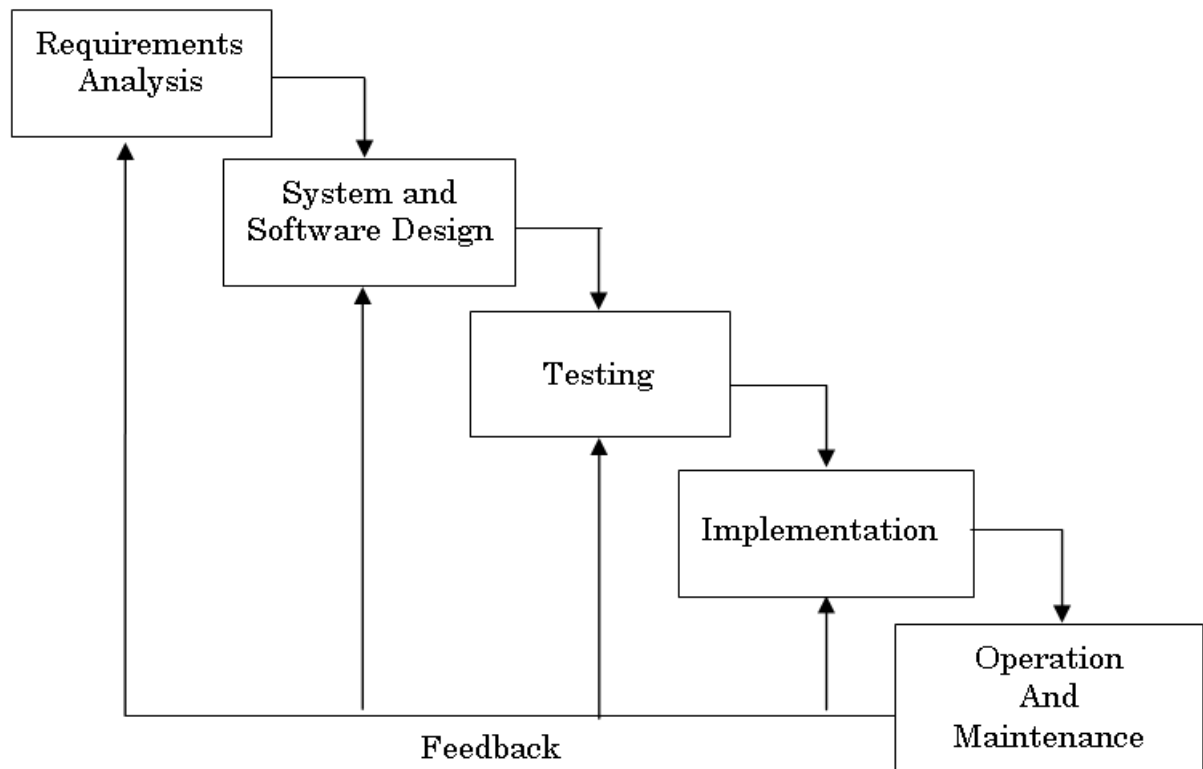 Requirements
Analysis
System and
Software Design
Testing
Implementation
Operation
And
Maintenance
Feedback